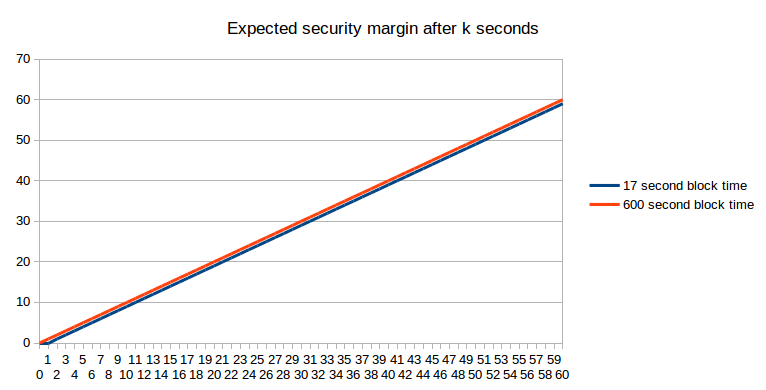 Expected security margin after k seconds
70
60
50
40
30
20
10
0
17 second block time
600 second block time
1 3 5 7 9 11 13 15 17 19 21 23 25 27 29 31 33 35 37 39 41 43 45 47 49 51 53 55 57 59
0 2 4 6 8 10 12 14 16 18 20 22 24 26 28 30 32 34 36 38 40 42 44 46 48 50 52 54 56 58 60